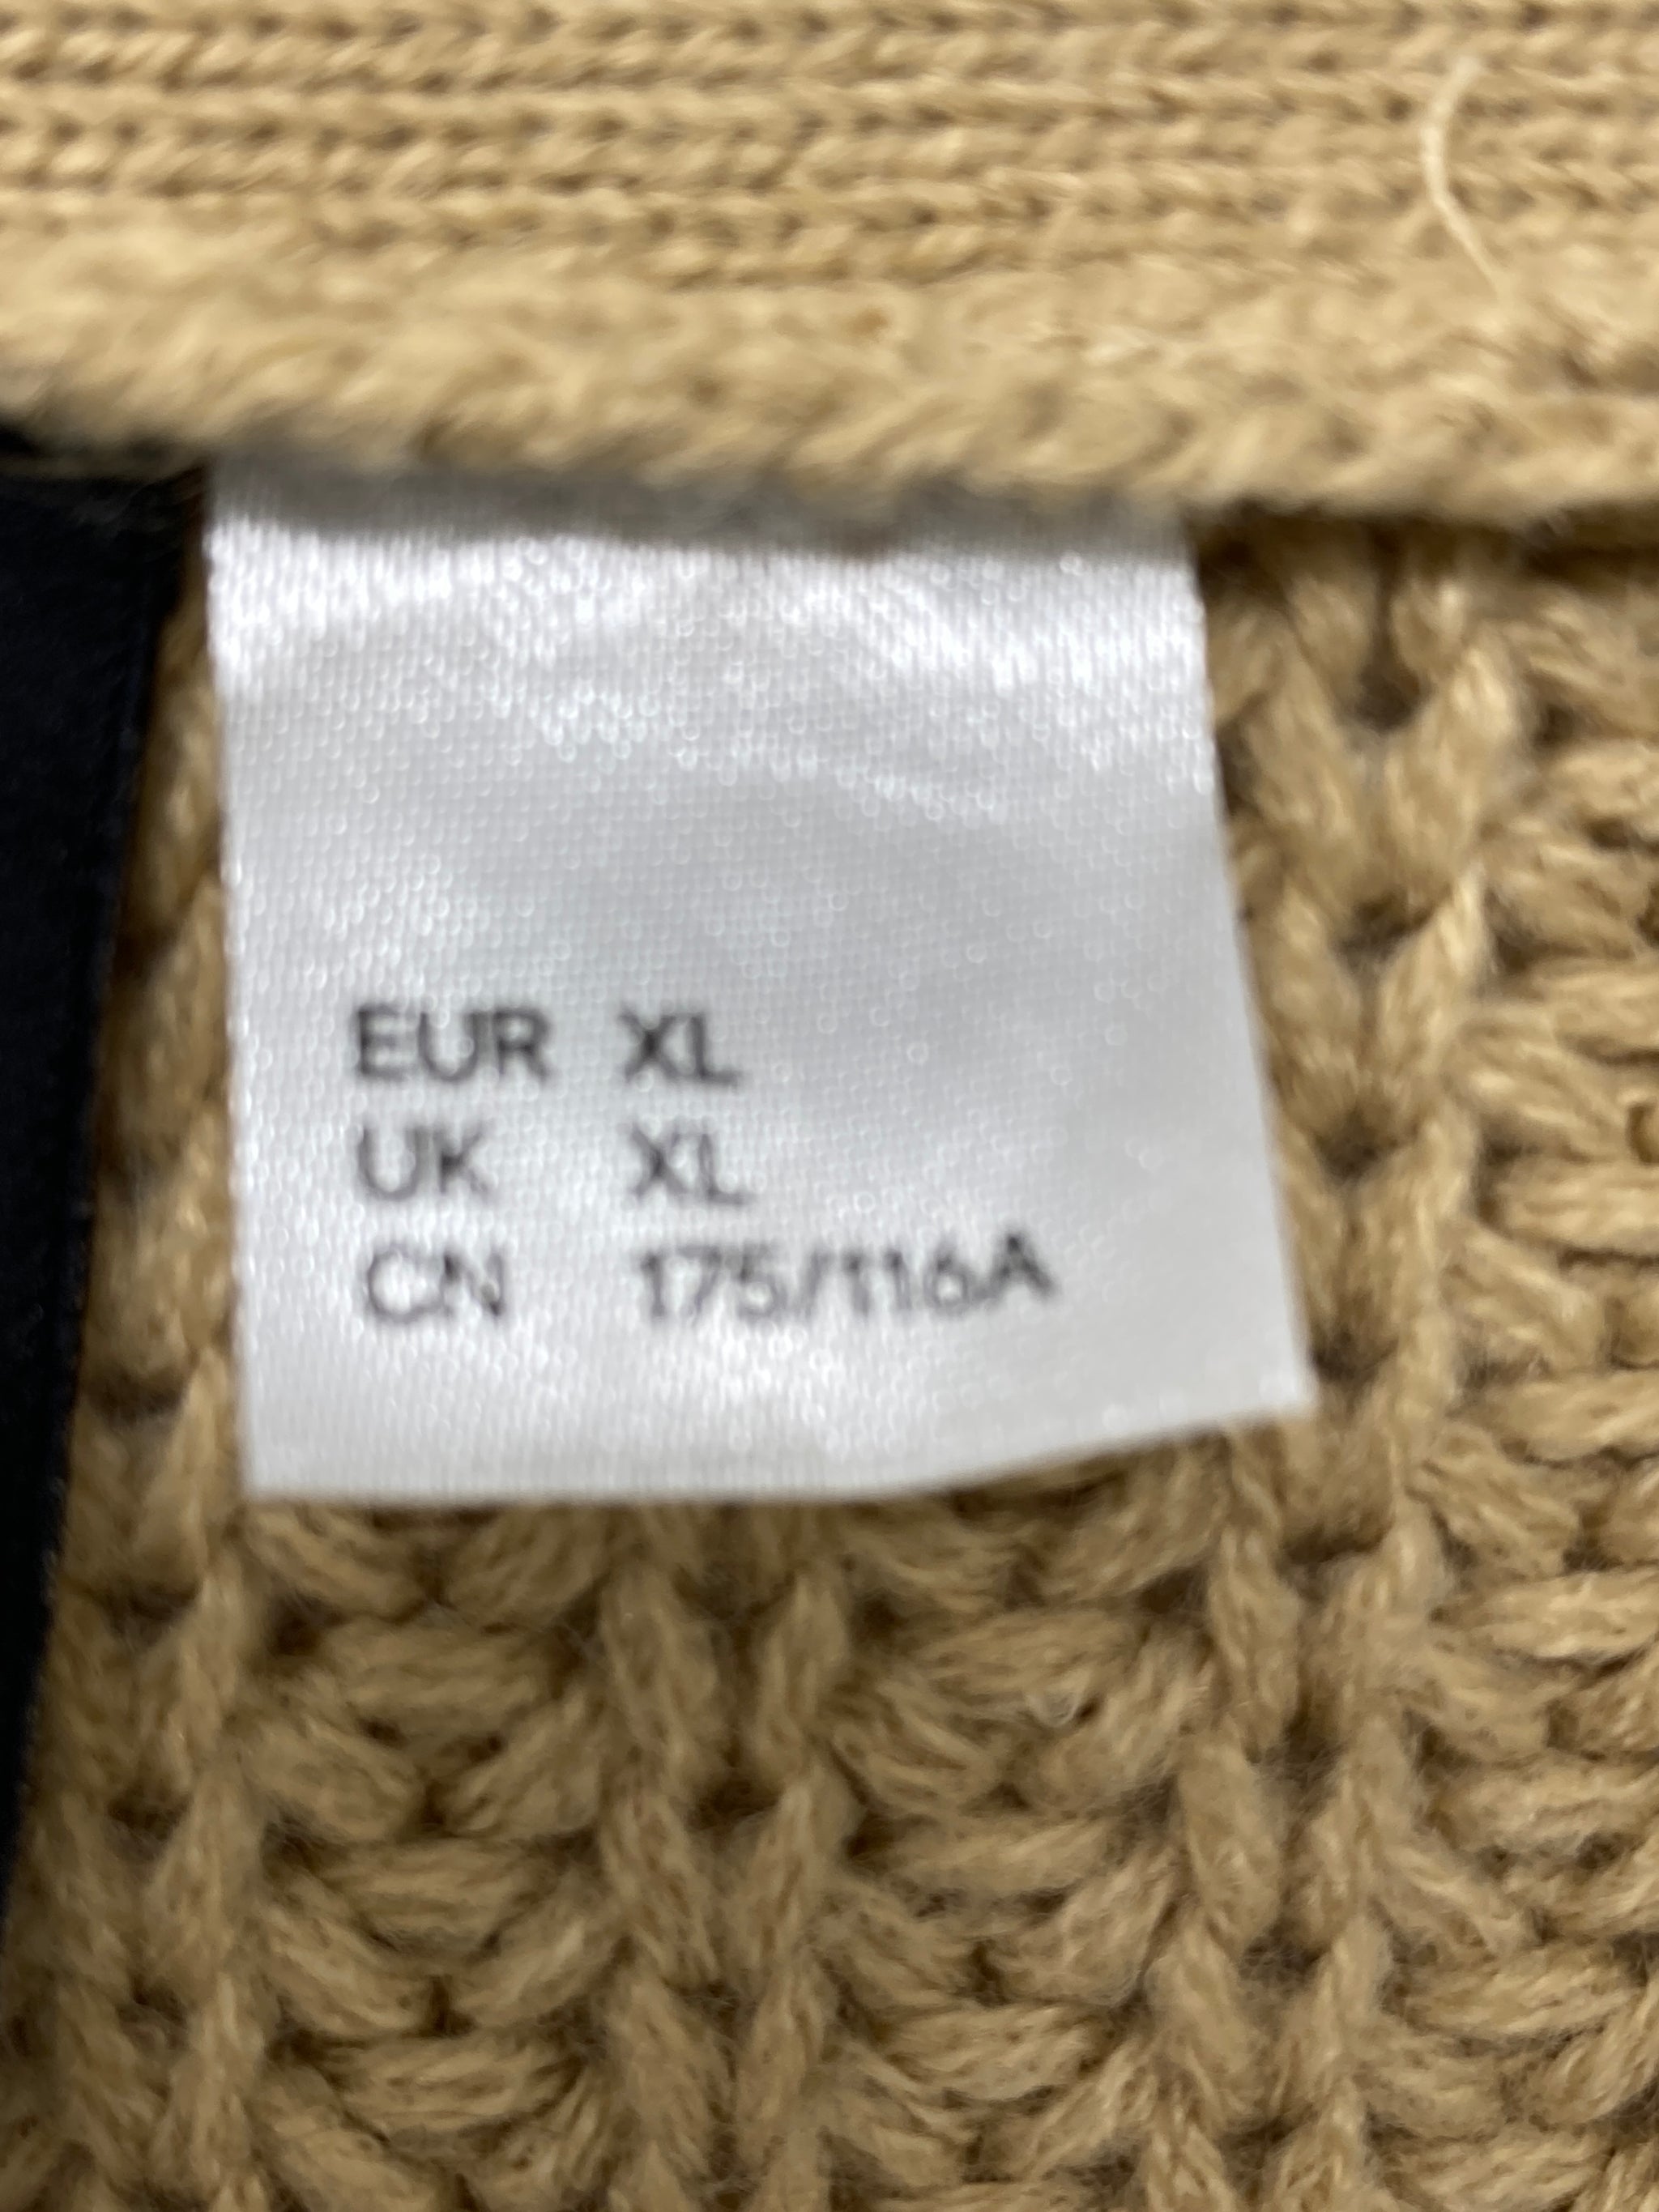 EUR XL
UK XL
CN 175/116A